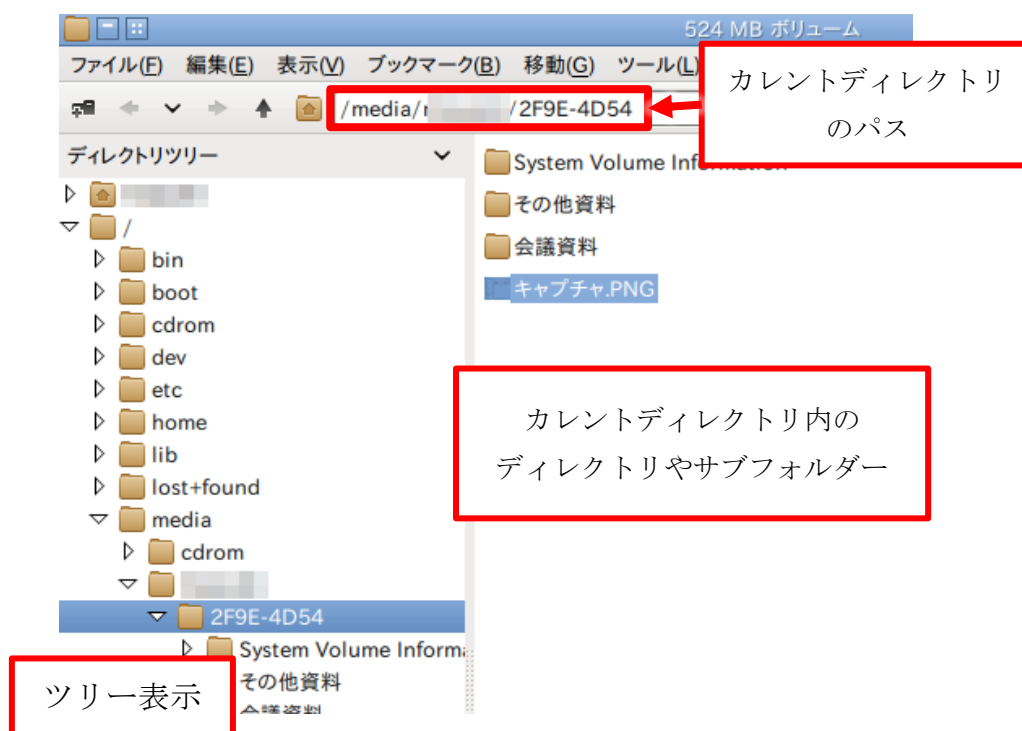 524 MB ボリューム
ファイル(F) 編集(E) 表示(V) ブックマーク(B) 移動(G) ツール(L)
カレントディレクトリ
のパス
/media/r /2F9E-4D54
ディレクトリツリー
System Volume Information
/
その他資料
bin
会議資料
boot
キャプチャ.PNG
cdrom
dev
etc
home
カレントディレクトリ内の
lib
ディレクトリやサブフォルダー
lost+found
media
cdrom
2F9E-4D54
System Volume Informa
その他資料
ツリー表示
会議資料